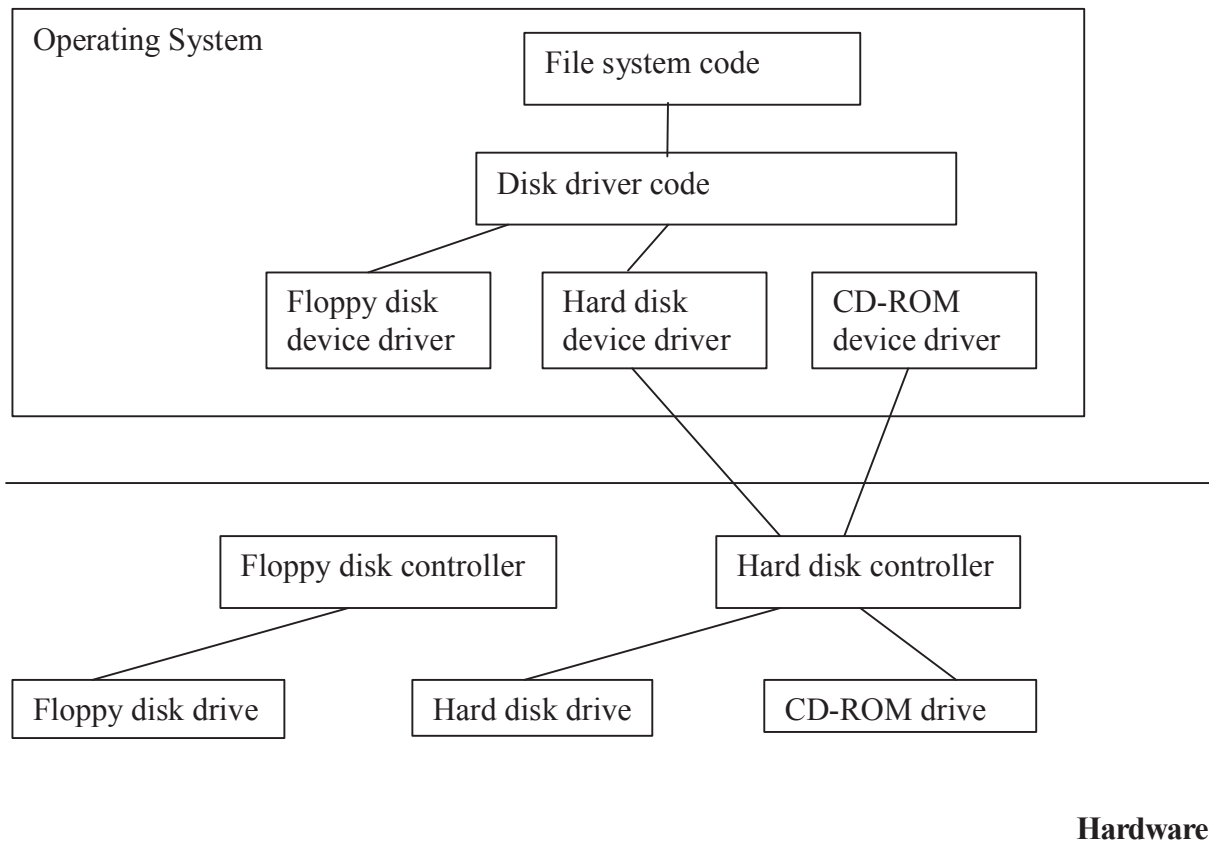 Operating System
File system code
Disk driver code
Floppy disk
device driver
Hard disk
device driver
CD-ROM
device driver
Floppy disk controller
Hard disk controller
Floppy disk drive
Hard disk drive
CD-ROM drive
Hardware